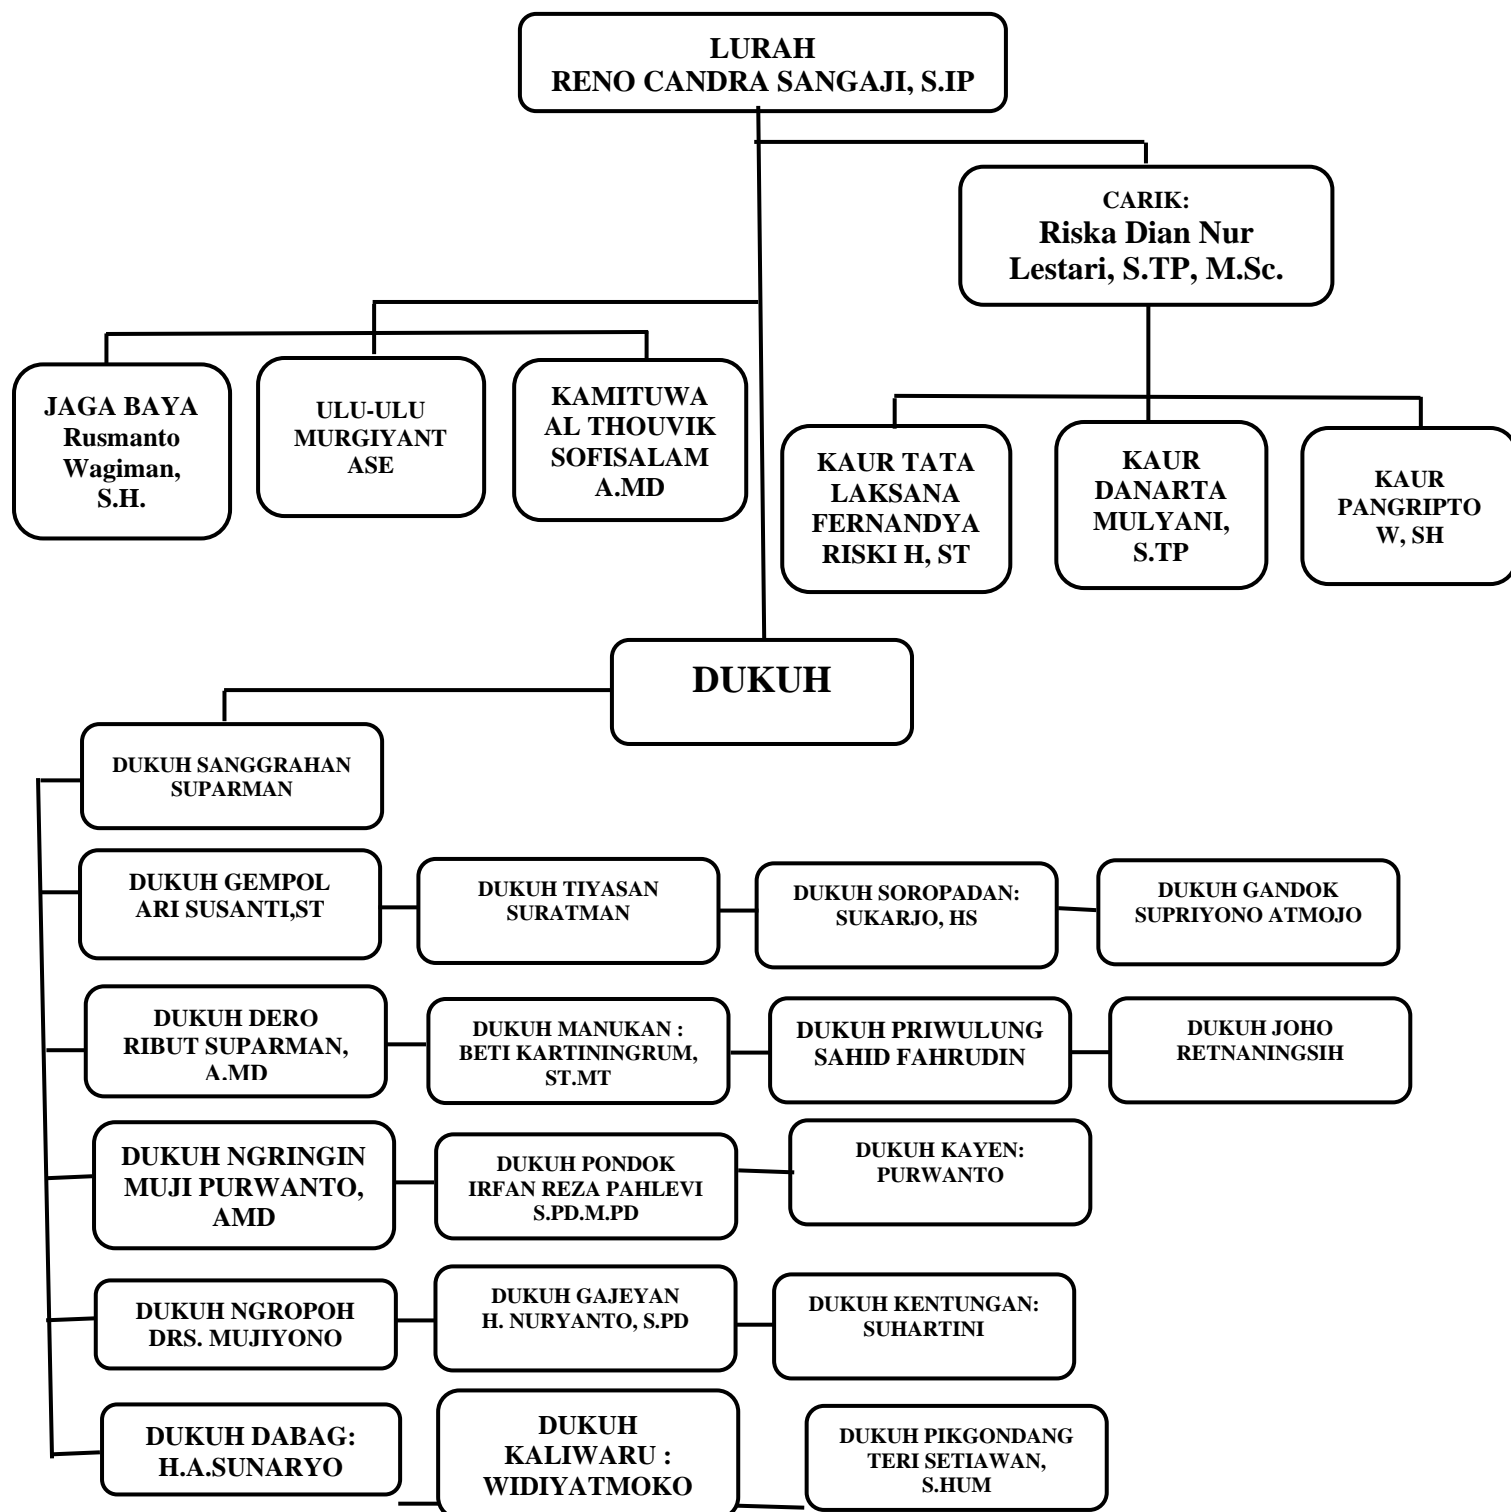 LURAH
RENO CANDRA SANGAJI, S.IP
CARIK:
Riska Dian Nur
Lestari, S.TP, M.Sc.
JAGA BAYA
Rusmanto
Wagiman,
S.H.
ULU-ULU
MURGIYANT
ASE
KAMITUWA
AL THOUVIK
SOFISALAM
A.MD
KAUR TATA
LAKSANA
FERNANDYA
RISKI H, ST
KAUR
DANARTA
MULYANI,
S.TP
KAUR
PANGRIPTO
W, SH
DUKUH
DUKUH SANGGRAHAN
SUPARMAN
DUKUH GEMPOL
ARI SUSANTI,ST
DUKUH TIYASAN
SURATMAN
DUKUH SOROPADAN:
SUKARJO, HS
DUKUH GANDOK
SUPRIYONO ATMOJO
DUKUH DERO
RIBUT SUPARMAN,
A.MD
DUKUH MANUKAN :
BETI KARTININGRUM,
ST.MT
DUKUH PRIWULUNG
SAHID FAHRUDIN
DUKUH JOHO
RETNANINGSIH
DUKUH NGRINGIN
MUJI PURWANTO,
AMD
DUKUH PONDOK
IRFAN REZA PAHLEVI
S.PD.M.PD
DUKUH KAYEN:
PURWANTO
DUKUH NGROPOH
DRS. MUJIYONO
DUKUH GAJEYAN
H. NURYANTO, S.PD
DUKUH KENTUNGAN:
SUHARTINI
DUKUH DABAG:
H.A.SUNARYO
DUKUH
KALIWARU :
WIDIYATMOKO
DUKUH PIKGONDANG
TERI SETIAWAN,
S.HUM